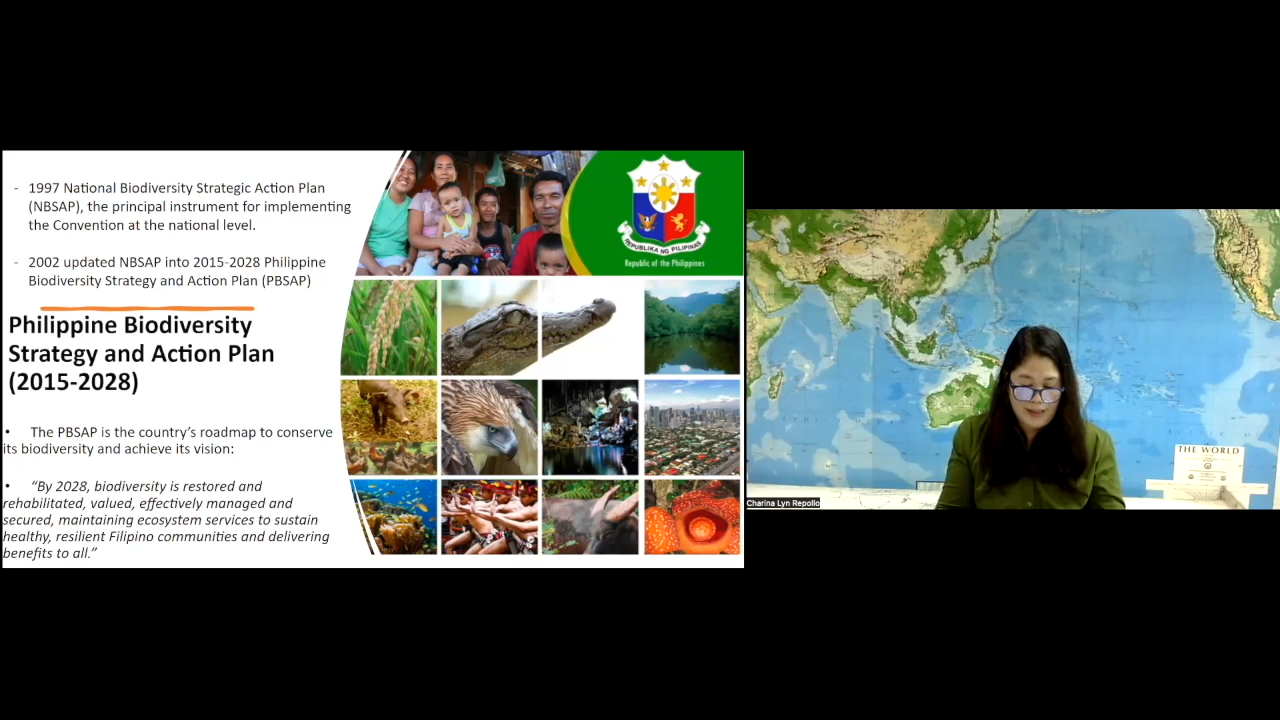 - 1997 National Biodiversity Strategic Action Plan
(NBSAP), the principal instrument for implementing
the Convention at the national level.
- 2002 updated NBSAP into 2015-2028 Philippine
Biodiversity Strategy and Action Plan (PBSAP)
Philippine Biodiversity
Strategy and Action Plan
(2015-2028)
• The PBSAP is the country's roadmap to conserve
its biodiversity and achieve its vision:
• “By 2028, biodiversity is restored and
rehabilitated, valued, effectively managed and
secured, maintaining ecosystem services to sustain
healthy, resilient Filipino communities and delivering
benefits to all.”
REPUBLIKA NG PILIPINAS
Republic of the Philippines
THE WORLD
Charina Lyn Repollo